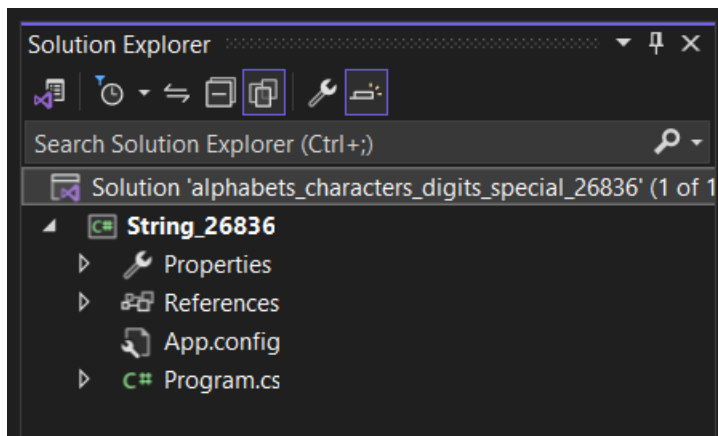 Solution Explorer
Search Solution Explorer (Ctrl+;)
Solution 'alphabets_characters_digits_special_26836' (1 of 1
C# String_26836
Properties
References
App.config
C# Program.cs